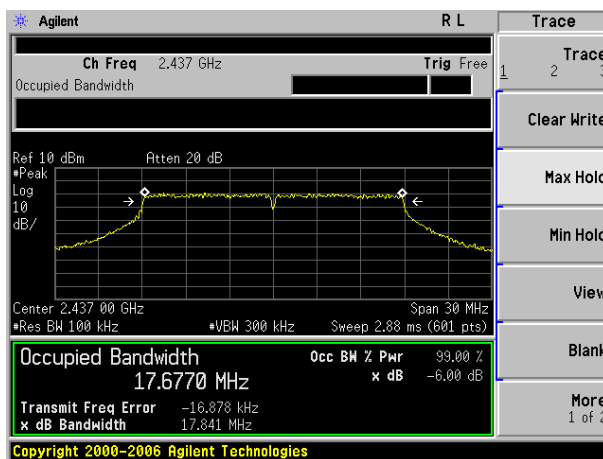 Agilent R L Trace
Ch Freq 2.437 GHz Trig Free
Occupied Bandwidth
Trace
1 2 3
Clear Write
Max Hold
Min Hold
View
Blank
More
1 of 2
Ref 10 dBm Atten 20 dB
#Peak
Log
10
dB/
Center 2.437 00 GHz Span 30 MHz
#Res BW 100 kHz #VBW 300 kHz Sweep 2.88 ms (601 pts)
Occupied Bandwidth Occ BW % Pwr 99.00 %
17.6770 MHz x dB -6.00 dB
Transmit Freq Error -16.878 kHz
x dB Bandwidth 17.841 MHz
Copyright 2000-2006 Agilent Technologies